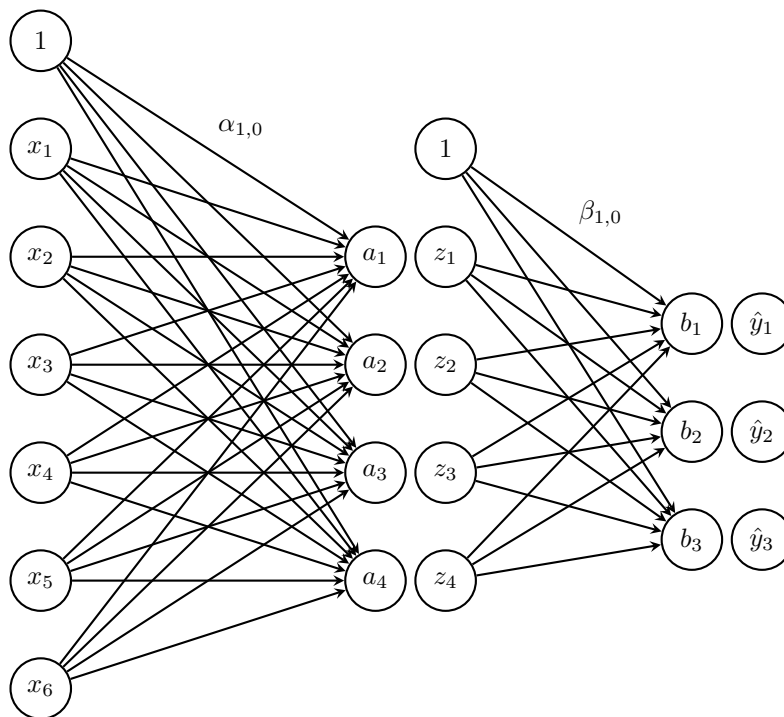 1
α₁,₀
x₁
1
x₂
a₁
z₁
β₁,₀
b₁
ŷ₁
x₃
a₂
z₂
b₂
ŷ₂
x₄
a₃
z₃
b₃
ŷ₃
x₅
a₄
z₄
x₆